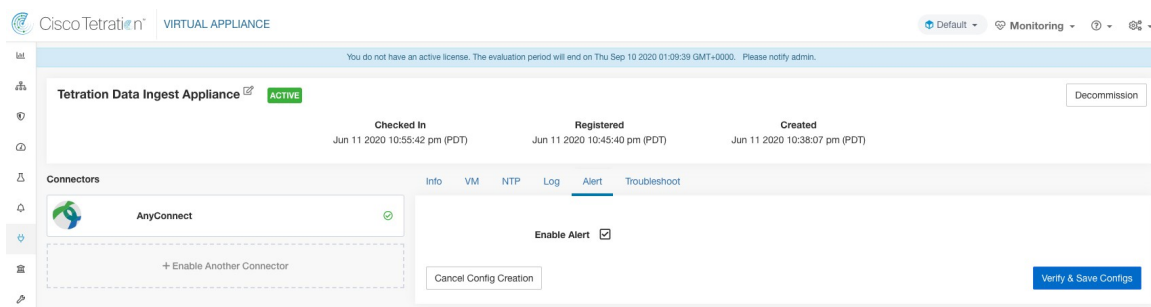 Cisco Tetration™ VIRTUAL APPLIANCE Default Monitoring
You do not have an active license. The evaluation period will end on Thu Sep 10 2020 01:09:39 GMT+0000. Please notify admin.
Tetration Data Ingest Appliance ACTIVE Decommission
Checked In Registered Created
Jun 11 2020 10:55:42 pm (PDT) Jun 11 2020 10:45:40 pm (PDT) Jun 11 2020 10:38:07 pm (PDT)
Connectors Info VM NTP Log Alert Troubleshoot
AnyConnect
Enable Alert
+ Enable Another Connector
Cancel Config Creation Verify & Save Configs